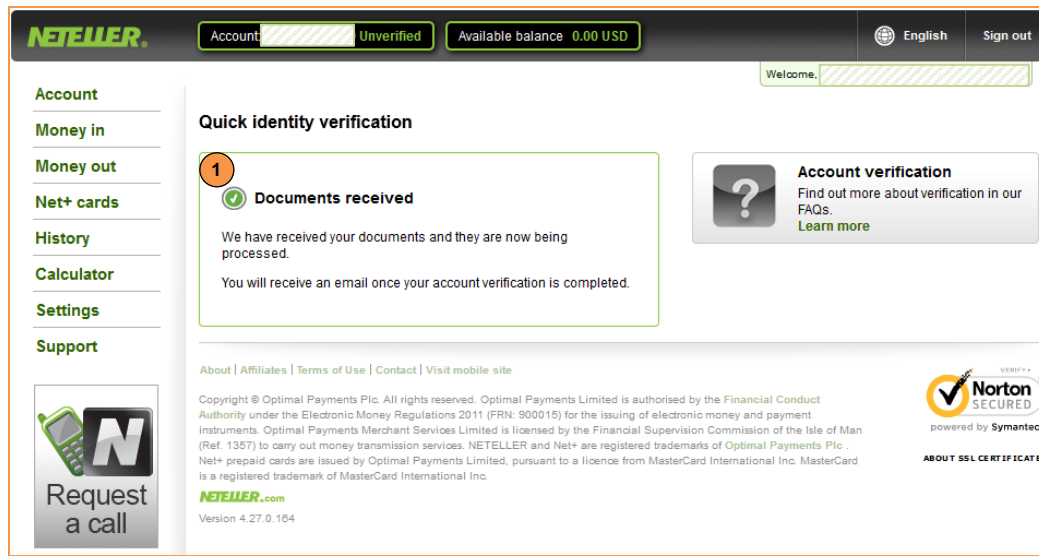 NETELLER.
Account: Unverified
Available balance 0.00 USD
English
Sign out
Welcome,
Account
Money in
Money out
Net+ cards
History
Calculator
Settings
Support
Quick identity verification
1
Documents received
We have received your documents and they are now being
processed.
You will receive an email once your account verification is completed.
?
Account verification
Find out more about verification in our
FAQs.
Learn more
N
Request
a call
About | Affiliates | Terms of Use | Contact | Visit mobile site
Copyright © Optimal Payments Plc. All rights reserved. Optimal Payments Limited is authorised by the Financial Conduct
Authority under the Electronic Money Regulations 2011 (FRN: 900015) for the issuing of electronic money and payment
instruments. Optimal Payments Merchant Services Limited is licensed by the Financial Supervision Commission of the Isle of Man
(Ref. 1357) to carry out money transmission services. NETELLER and Net+ are registered trademarks of Optimal Payments Plc .
Net+ prepaid cards are issued by Optimal Payments Limited, pursuant to a licence from MasterCard International Inc. MasterCard
is a registered trademark of MasterCard International Inc.
NETELLER.com
Version 4.27.0.164
VERIFY
Norton
SECURED
powered by Symantec
ABOUT SSL CERTIFICATE